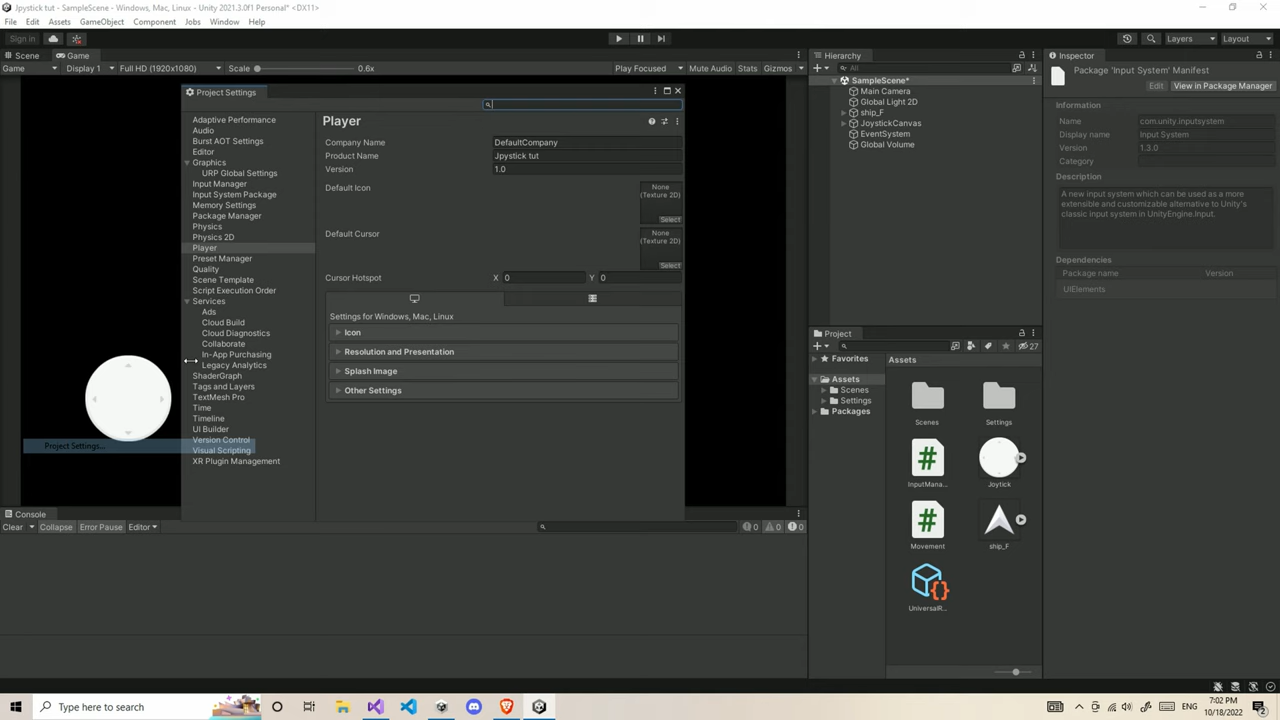 Jpystick tut - SampleScene - Windows, Mac, Linux - Unity 2021.3.0f1 Personal* <DX11>
File Edit Assets GameObject Component Jobs Window Help
Sign in
Layers Layout
Scene Game
Game Display 1 Full HD (1920x1080) Scale 0.6x Play Focused Mute Audio Stats Gizmos
Project Settings
Adaptive Performance
Audio
Burst AOT Settings
Editor
Graphics
URP Global Settings
Input Manager
Input System Package
Memory Settings
Package Manager
Physics
Physics 2D
Player
Preset Manager
Quality
Scene Template
Script Execution Order
Services
Ads
Cloud Build
Cloud Diagnostics
Collaborate
In-App Purchasing
Legacy Analytics
ShaderGraph
Tags and Layers
TextMesh Pro
Time
Timeline
UI Builder
Version Control
Visual Scripting
XR Plugin Management
Project Settings...
Player
Company Name DefaultCompany
Product Name Jpystick tut
Version 1.0
Default Icon
None
(Texture 2D)
Select
Default Cursor
None
(Texture 2D)
Select
Cursor Hotspot X 0 Y 0
Settings for Windows, Mac, Linux
Icon
Resolution and Presentation
Splash Image
Other Settings
Console
Clear Collapse Error Pause Editor
0 0 0
Hierarchy
All
SampleScene*
Main Camera
Global Light 2D
ship_F
JoystickCanvas
EventSystem
Global Volume
Project
27
Favorites
Assets
Scenes
Settings
Packages
Assets
Scenes Settings
InputMana... Joytick
Movement ship_F
UniversalR...
Inspector
Package 'Input System' Manifest
Edit View in Package Manager
Information
Name com.unity.inputsystem
Display name Input System
Version 1.3.0
Category
Description
A new input system which can be used as a more
extensible and customizable alternative to Unity's
classic input system in UnityEngine.Input.
Dependencies
Package name Version
UIElements
Type here to search
7:02 PM
10/18/2022
2